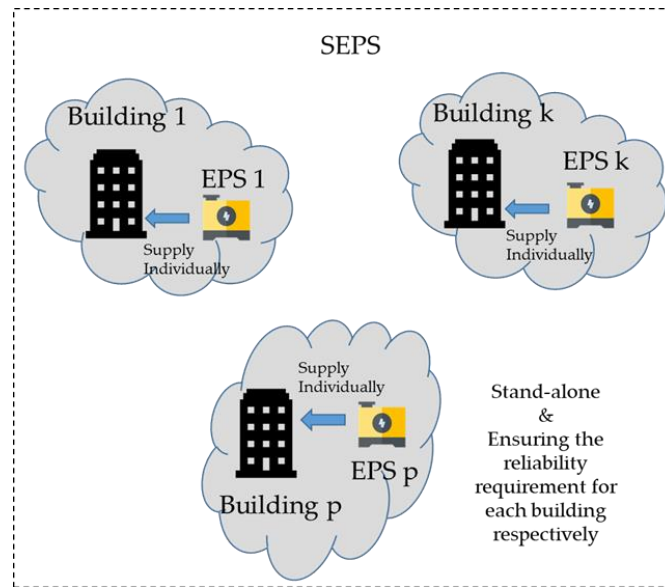 SEPS
Building 1
EPS 1
Supply
Individually
Building k
EPS k
Supply
Individually
Supply
Individually
EPS p
Building p
Stand-alone
&
Ensuring the
reliability
requirement for
each building
respectively